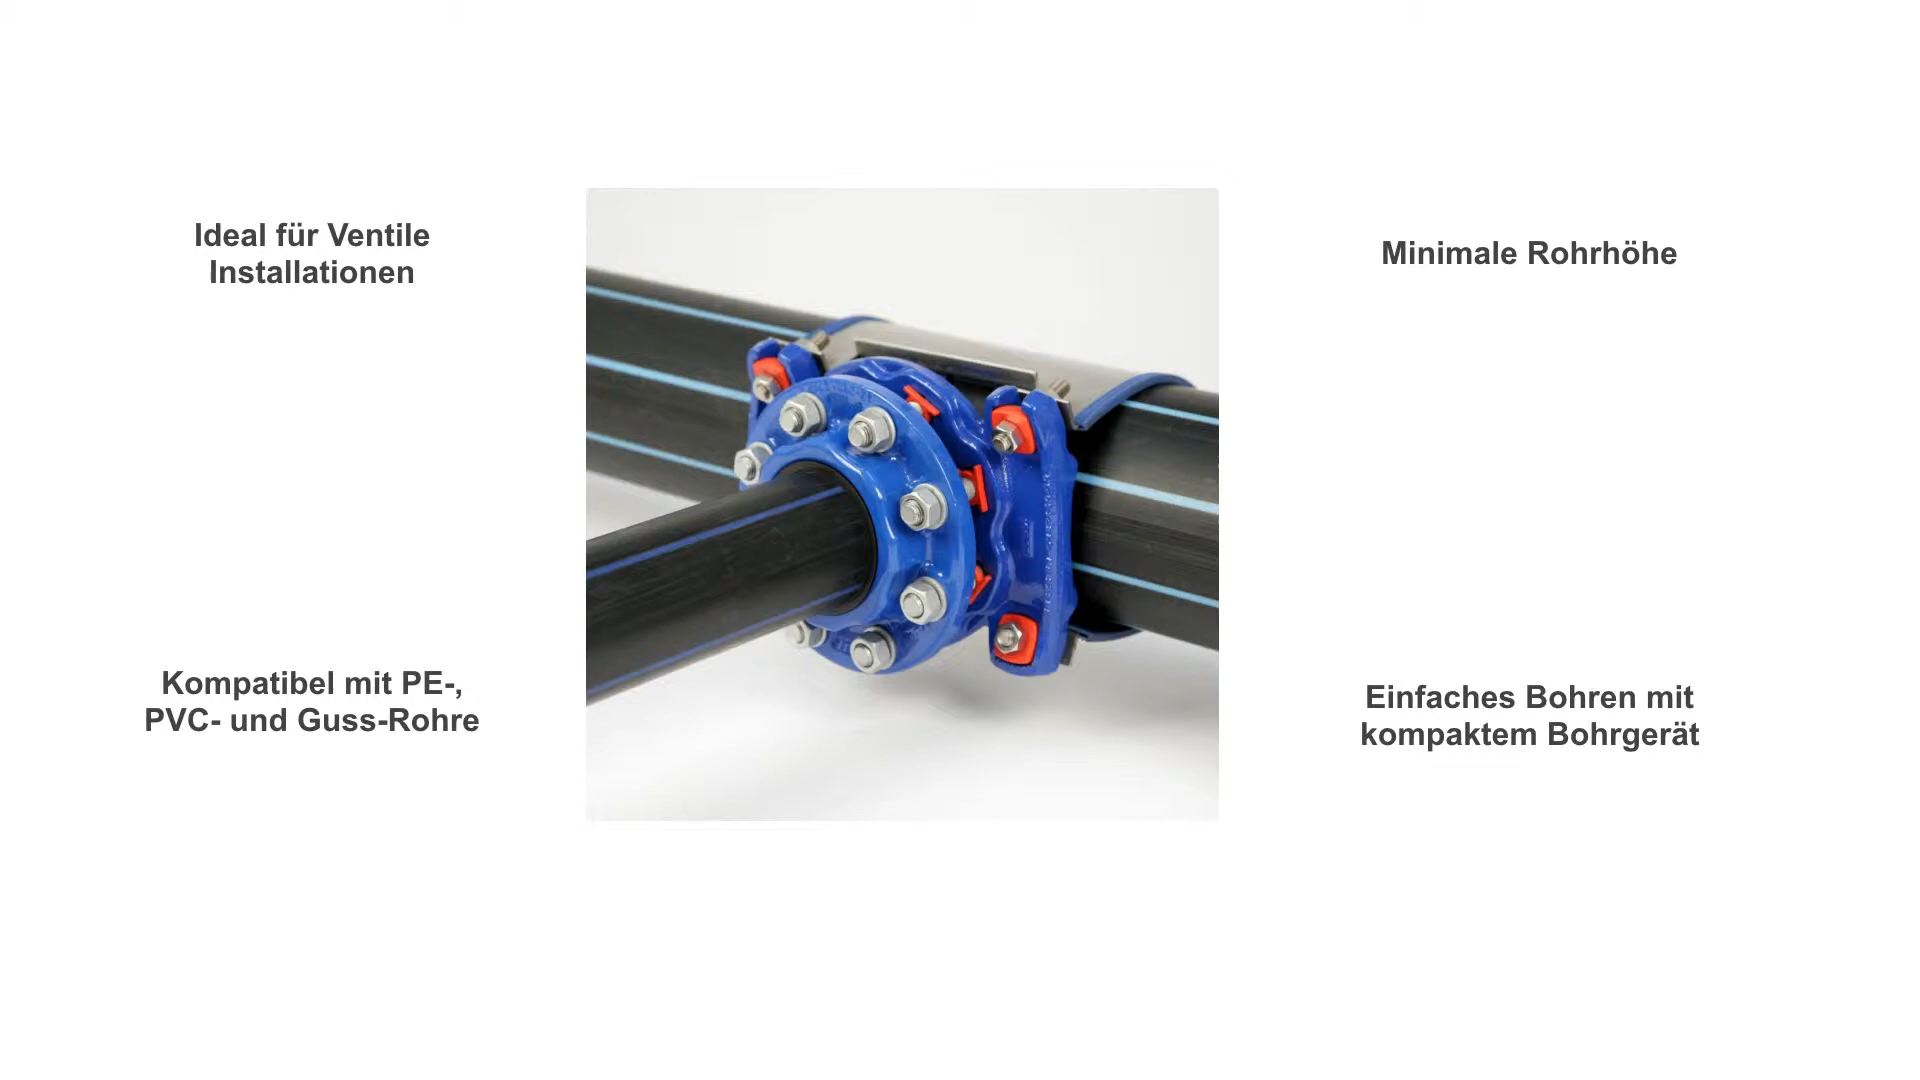 Ideal für Ventile
Installationen
Minimale Rohrhöhe
Kompatibel mit PE-,
PVC- und Guss-Rohre
Einfaches Bohren mit
kompaktem Bohrgerät